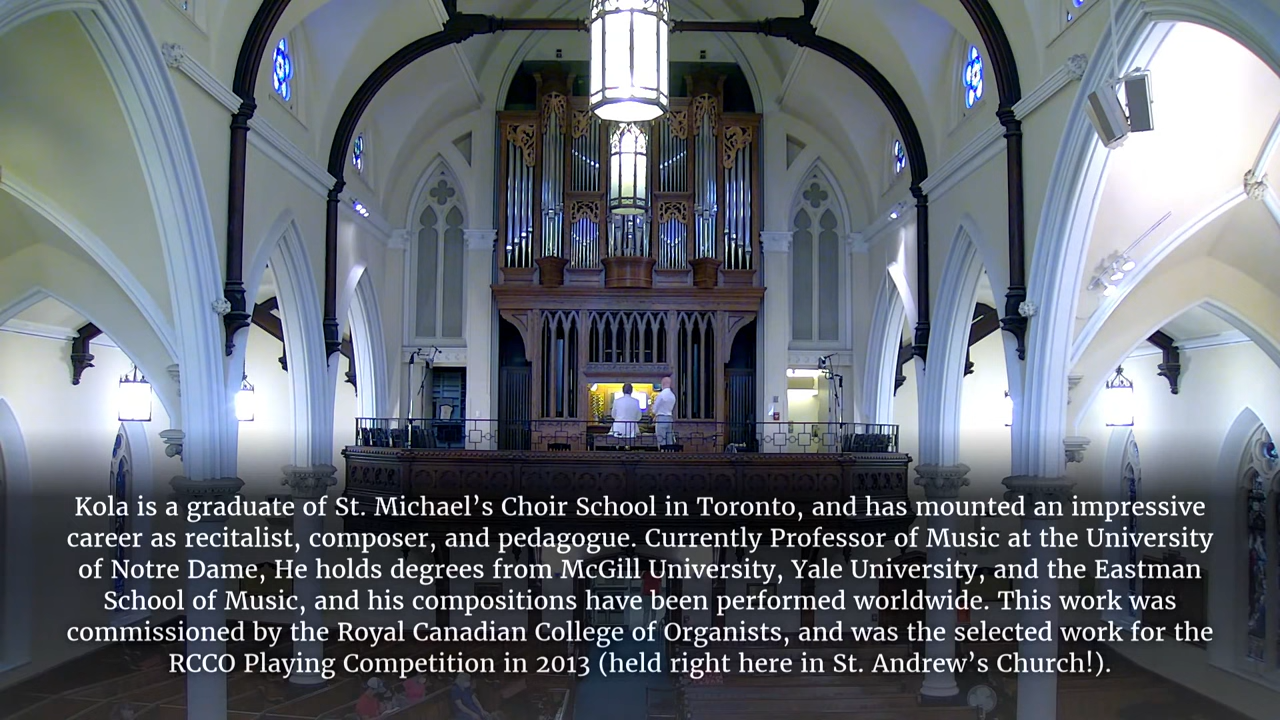 Kola is a graduate of St. Michael’s Choir School in Toronto, and has mounted an impressive
career as recitalist, composer, and pedagogue. Currently Professor of Music at the University
of Notre Dame, He holds degrees from McGill University, Yale University, and the Eastman
School of Music, and his compositions have been performed worldwide. This work was
commissioned by the Royal Canadian College of Organists, and was the selected work for the
RCCO Playing Competition in 2013 (held right here in St. Andrew’s Church!).